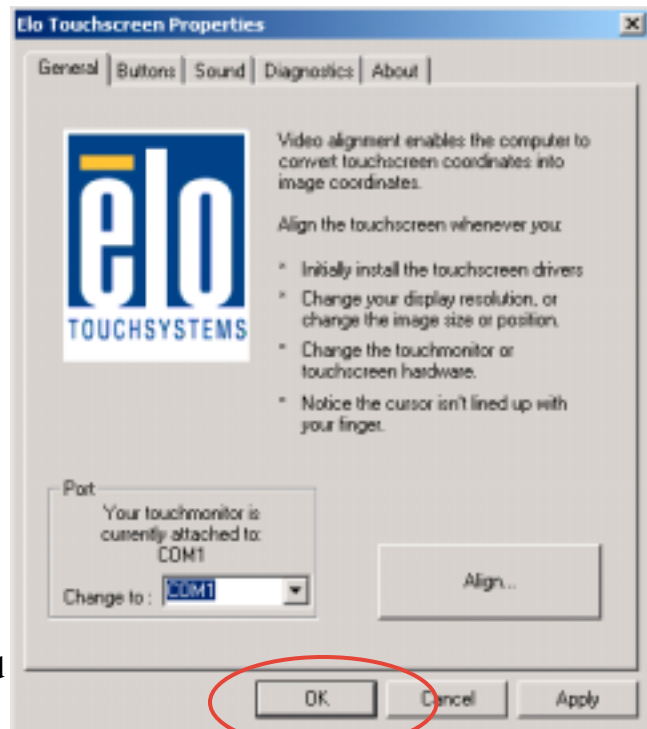 Elo Touchscreen Properties
General Buttons Sound Diagnostics About
elo
TOUCHSYSTEMS
Video alignment enables the computer to
convert touchscreen coordinates into
image coordinates.
Align the touchscreen whenever you:
* Initially install the touchscreen drivers
* Change your display resolution, or
change the image size or position.
* Change the touchmonitor or
touchscreen hardware.
* Notice the cursor isn't lined up with
your finger.
Port
Your touchmonitor is
currently attached to:
COM1
Change to : COM1
Align...
OK Cancel Apply